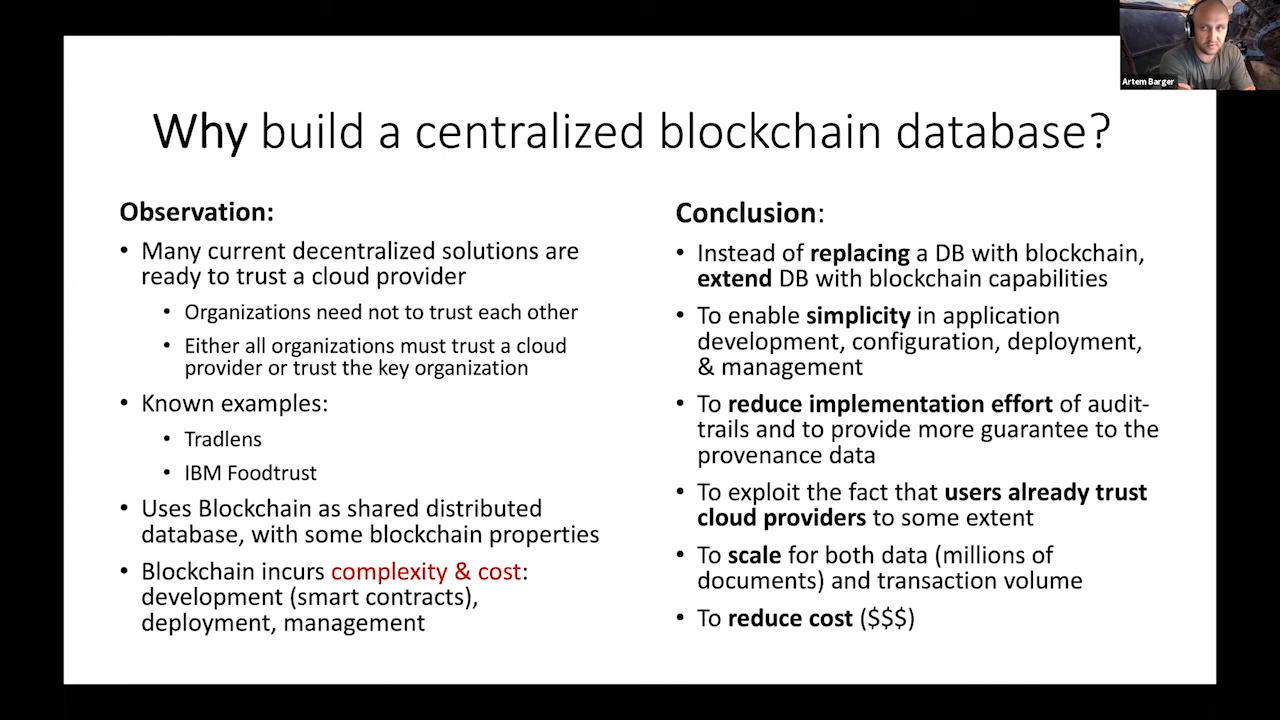 Artem Barger
Why build a centralized blockchain database?
Observation:
• Many current decentralized solutions are
ready to trust a cloud provider
• Organizations need not to trust each other
• Either all organizations must trust a cloud
provider or trust the key organization
• Known examples:
• Tradlens
• IBM Foodtrust
• Uses Blockchain as shared distributed
database, with some blockchain properties
• Blockchain incurs complexity & cost:
development (smart contracts),
deployment, management
Conclusion:
• Instead of replacing a DB with blockchain,
extend DB with blockchain capabilities
• To enable simplicity in application
development, configuration, deployment,
& management
• To reduce implementation effort of audit-
trails and to provide more guarantee to the
provenance data
• To exploit the fact that users already trust
cloud providers to some extent
• To scale for both data (millions of
documents) and transaction volume
• To reduce cost ($$$)